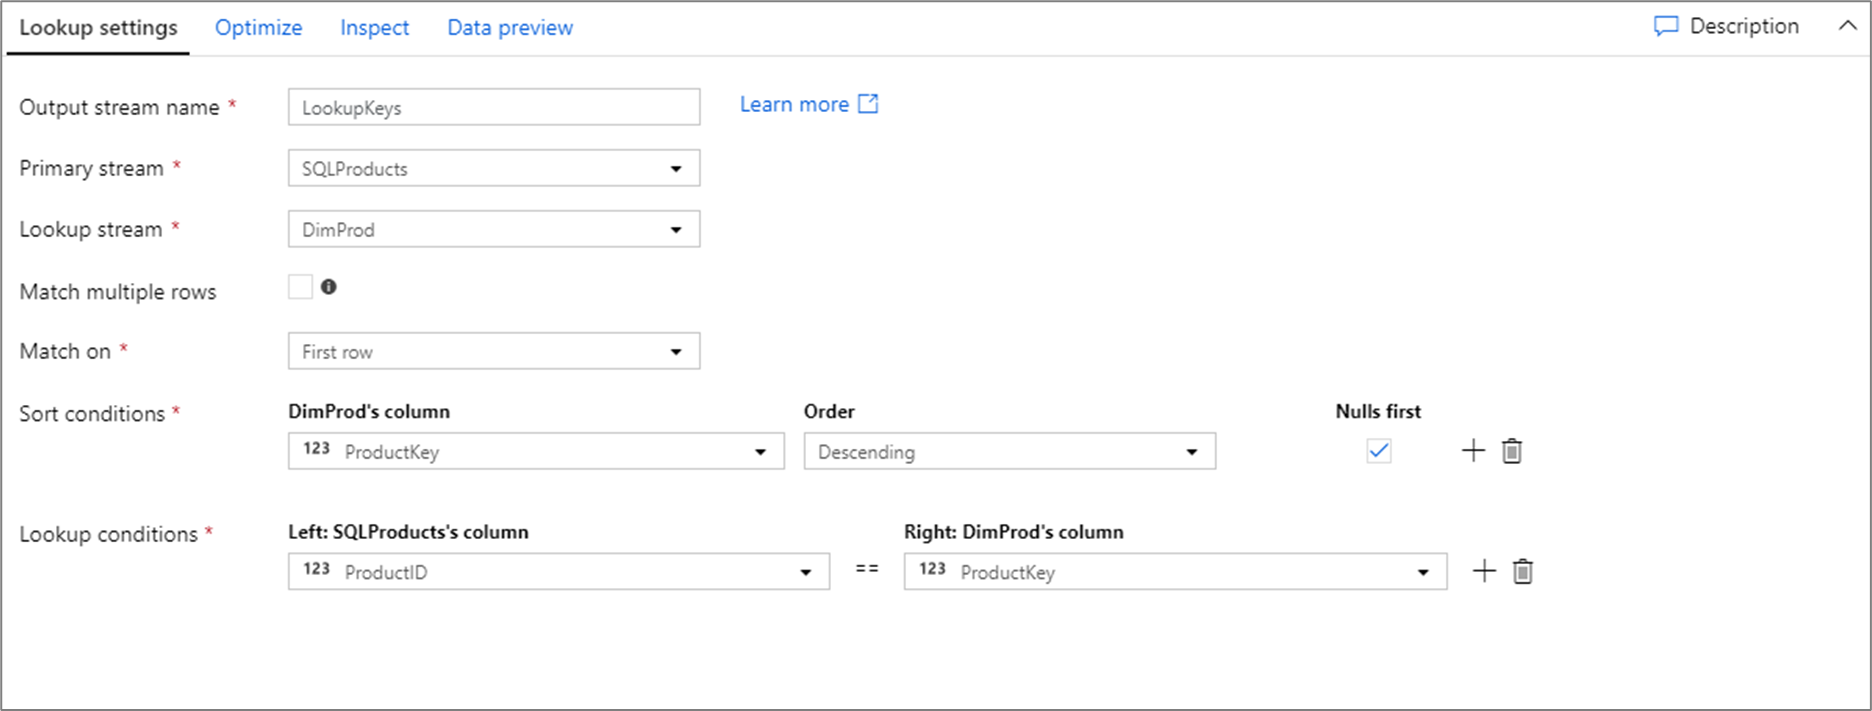 Lookup settings Optimize Inspect Data preview Description
Output stream name * LookupKeys Learn more
Primary stream * SQLProducts
Lookup stream * DimProd
Match multiple rows
Match on * First row
Sort conditions * DimProd's column Order Nulls first
123 ProductKey Descending
Lookup conditions * Left: SQLProducts's column Right: DimProd's column
123 ProductID == 123 ProductKey